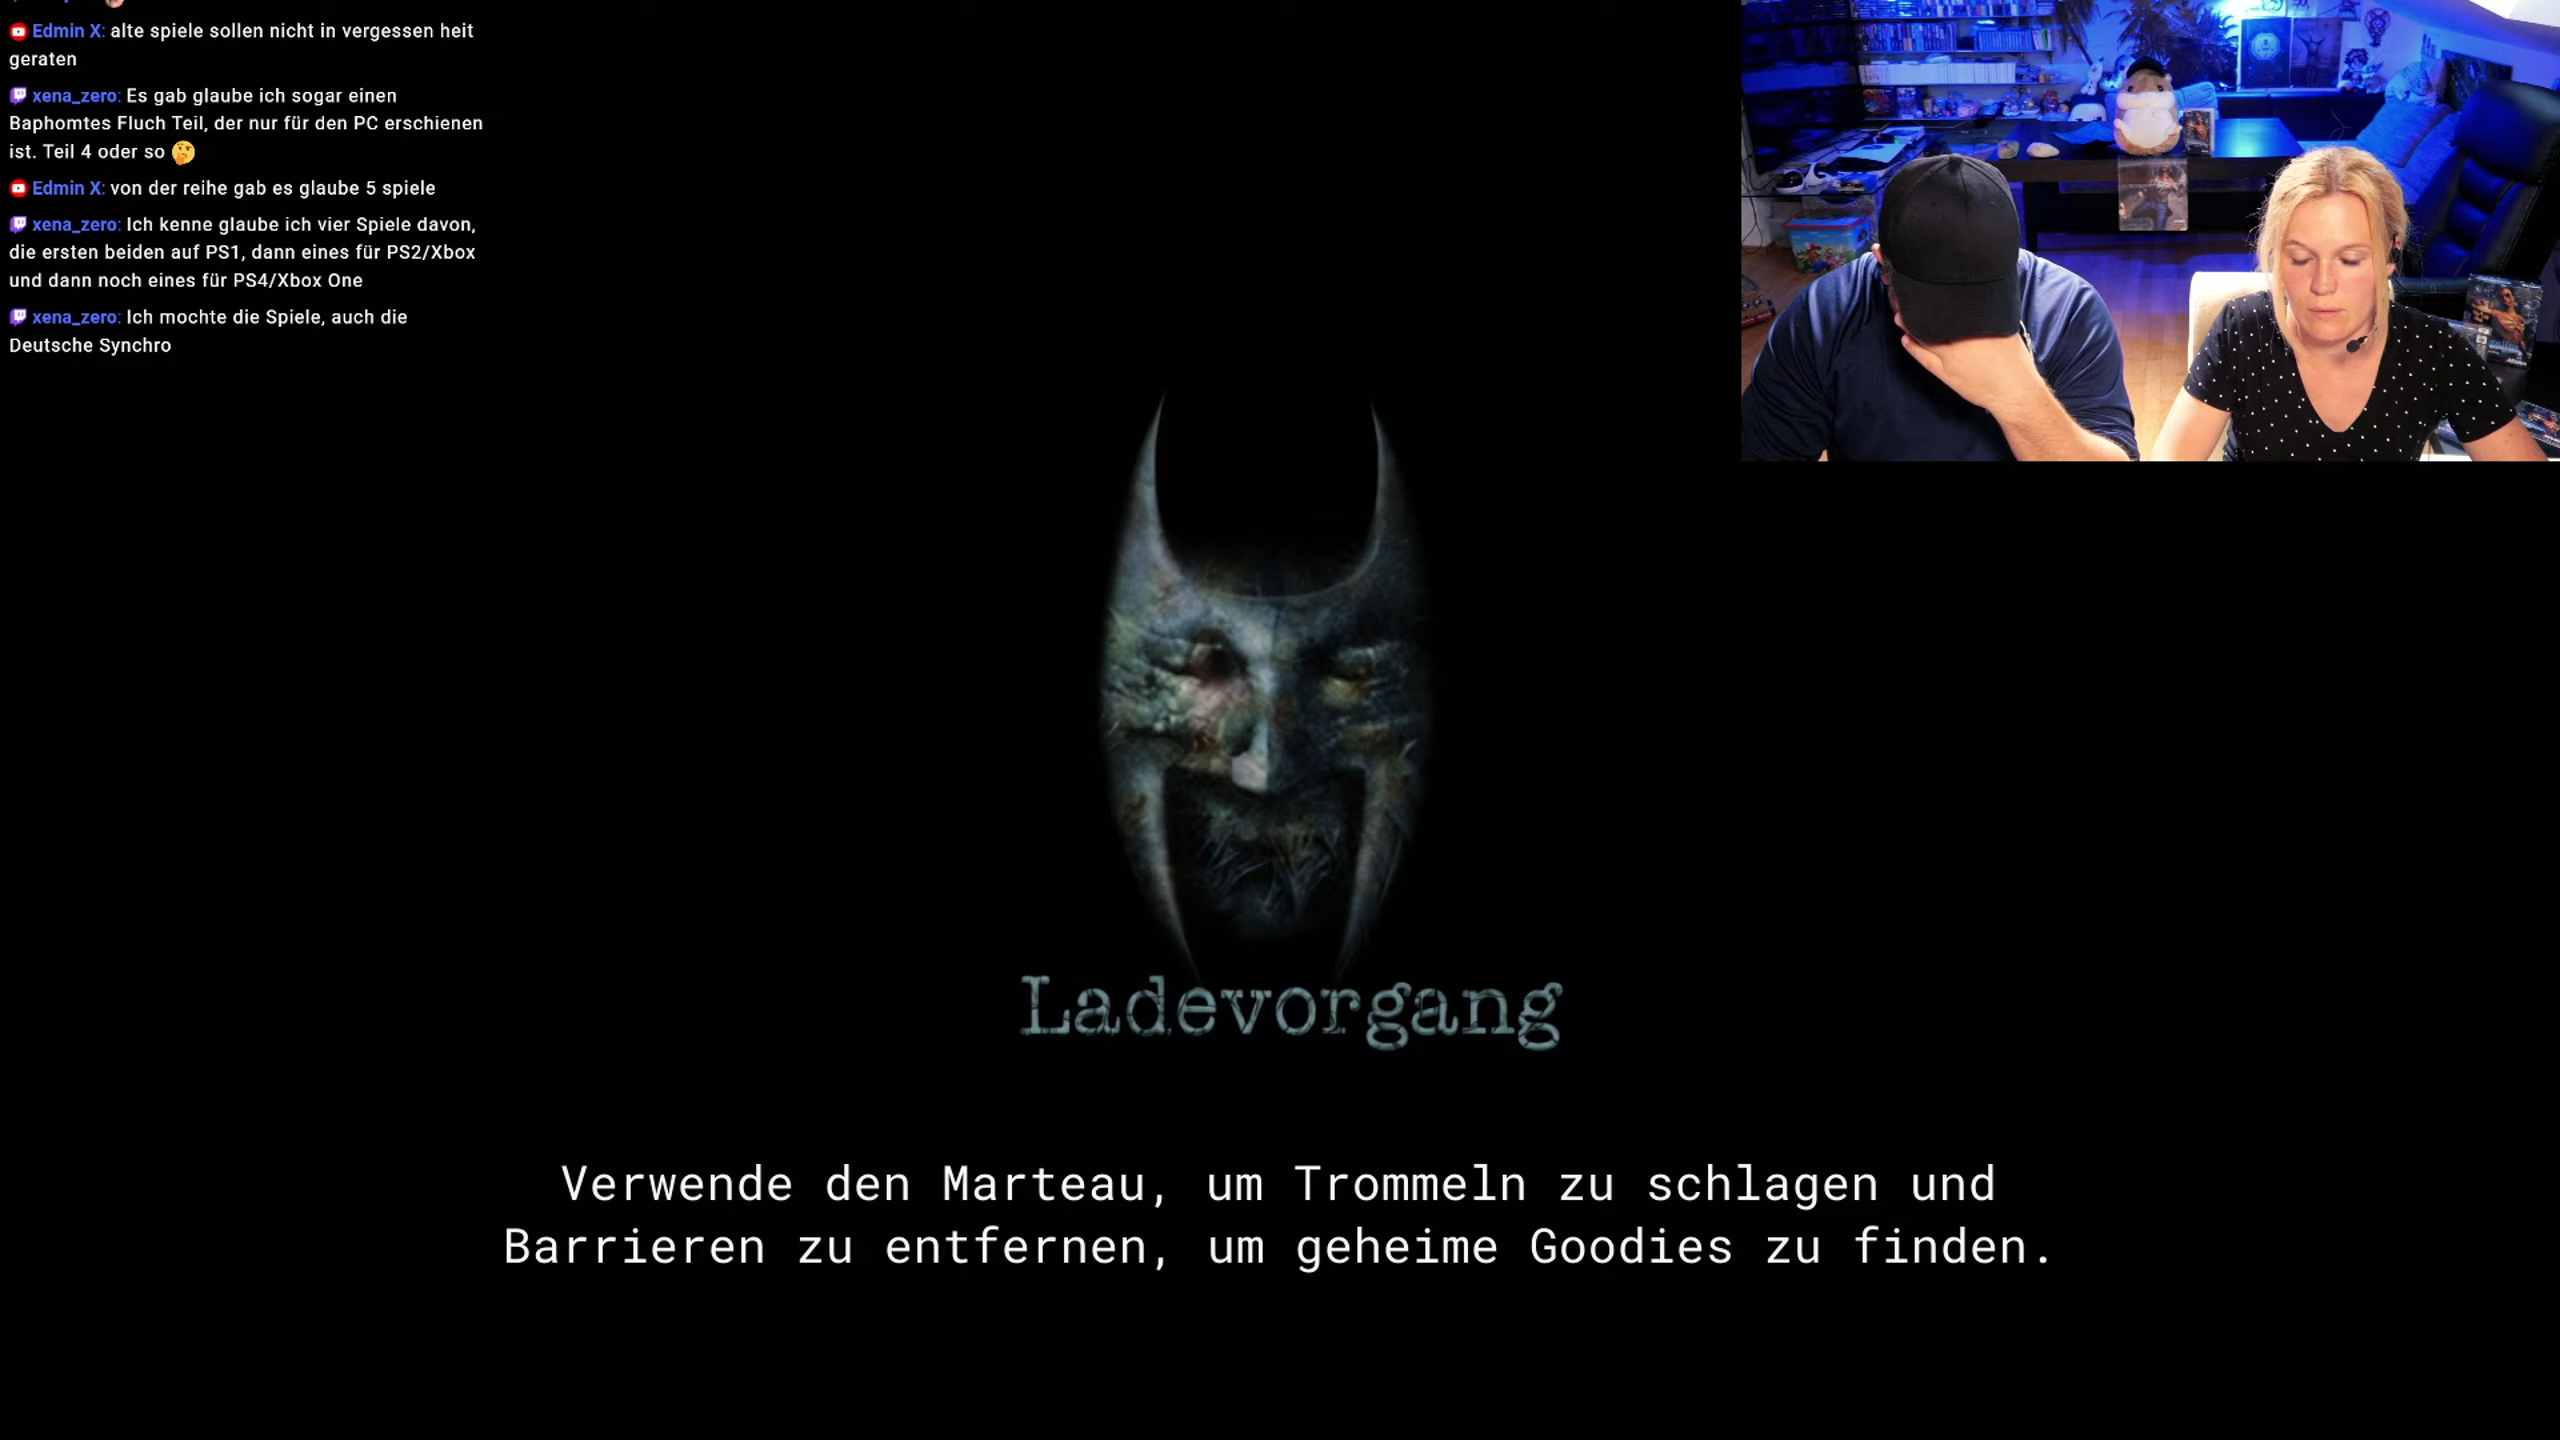 Edmin X: alte spiele sollen nicht in vergessen heit
geraten
xena_zero: Es gab glaube ich sogar einen
Baphomtes Fluch Teil, der nur für den PC erschienen
ist. Teil 4 oder so 🤔
Edmin X: von der reihe gab es glaube 5 spiele
xena_zero: Ich kenne glaube ich vier Spiele davon,
die ersten beiden auf PS1, dann eines für PS2/Xbox
und dann noch eines für PS4/Xbox One
xena_zero: Ich mochte die Spiele, auch die
Deutsche Synchro
Ladevorgang
Verwende den Marteau, um Trommeln zu schlagen und
Barrieren zu entfernen, um geheime Goodies zu finden.